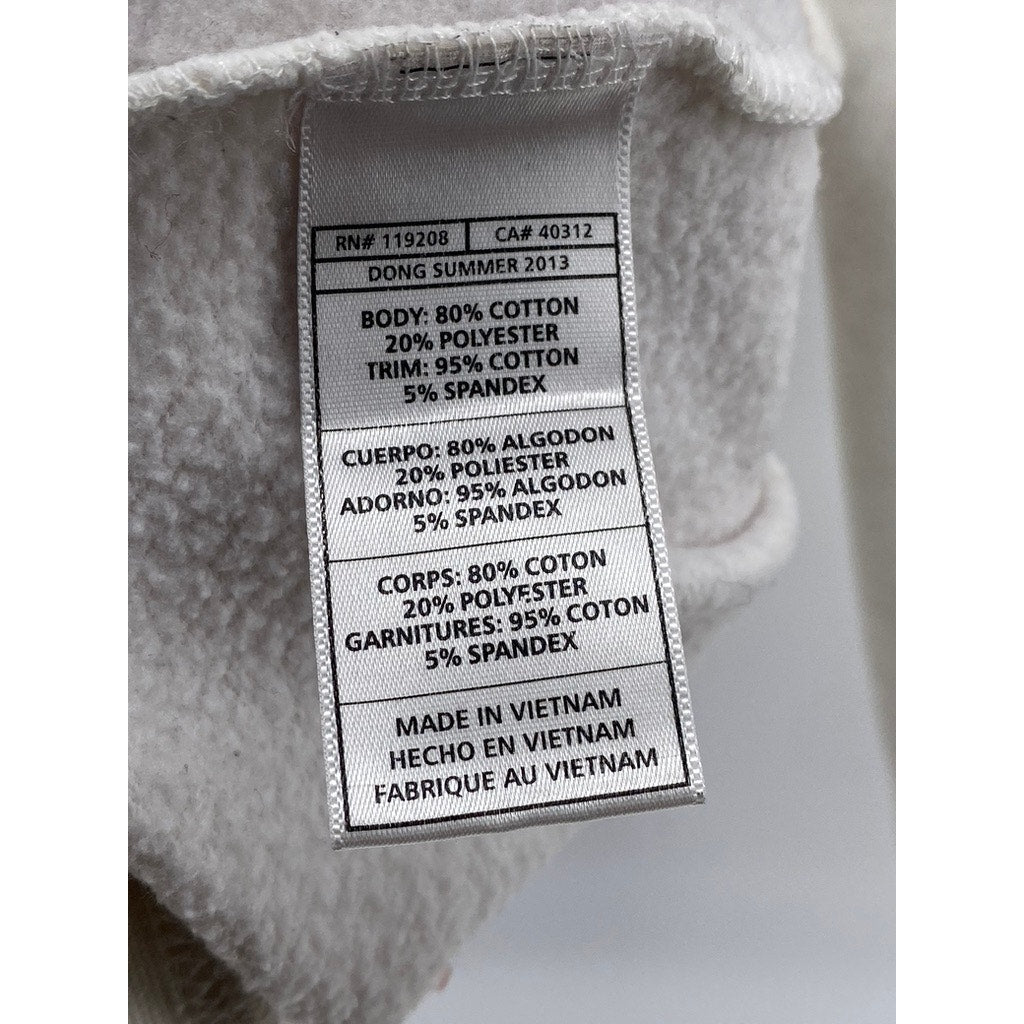 RN# 119208 CA# 40312
DONG SUMMER 2013
BODY: 80% COTTON
20% POLYESTER
TRIM: 95% COTTON
5% SPANDEX
CUERPO: 80% ALGODON
20% POLIESTER
ADORNO: 95% ALGODON
5% SPANDEX
CORPS: 80% COTON
20% POLYESTER
GARNITURES: 95% COTON
5% SPANDEX
MADE IN VIETNAM
HECHO EN VIETNAM
FABRIQUE AU VIETNAM